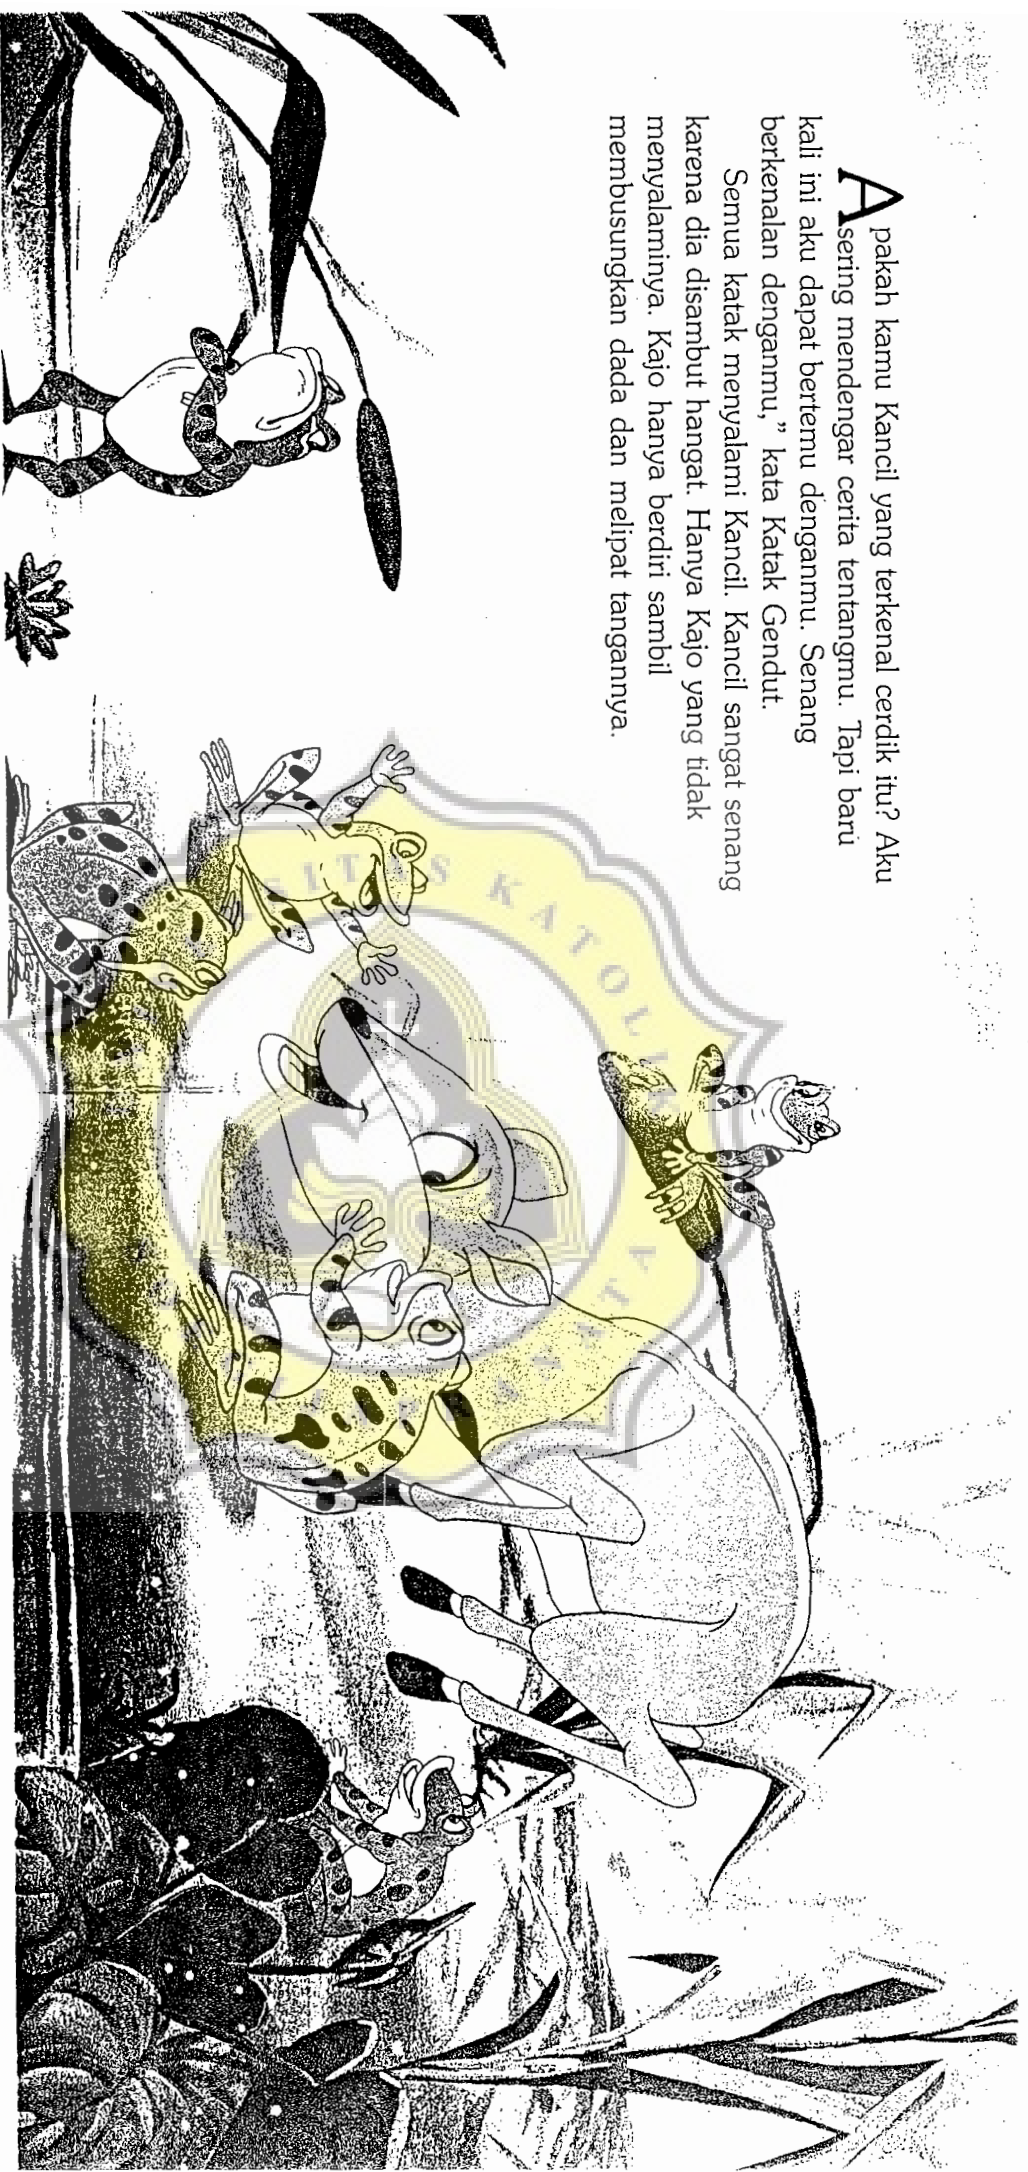 Apakah kamu Kancil yang terkenal cerdik itu? Aku
sering mendengar cerita tentangmu. Tapi baru
kali ini aku dapat bertemu denganmu. Senang
berkenalan denganmu,” kata Katak Gendut.
Semua katak menyalami Kancil. Kancil sangat senang
karena dia disambut hangat. Hanya Kajo yang tidak
menyalaminya. Kajo hanya berdiri sambil
membusungkan dada dan melipat tangannya.
SITAS KATOLIK